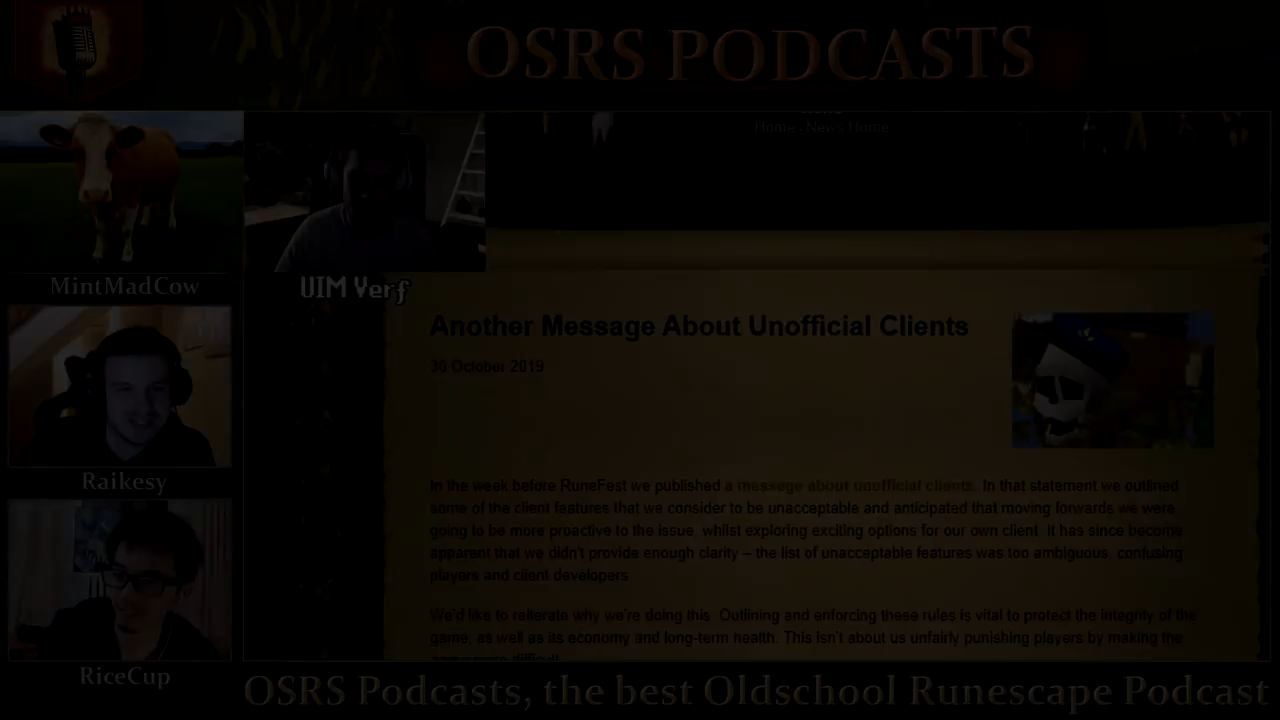 OSRS PODCASTS
Home - News Home
MintMadCow
UIM Verf
Another Message About Unofficial Clients
30 October 2019
Raikesy
In the week before RuneFest we published a message about unofficial clients. In that statement we outlined
some of the client features that we consider to be unacceptable and anticipated that moving forwards we were
going to be more proactive to the issue, whilst exploring exciting options for our own client. It has since become
apparent that we didn't provide enough clarity – the list of unacceptable features was too ambiguous, confusing
players and client developers.
We'd like to reiterate why we're doing this. Outlining and enforcing these rules is vital to protect the integrity of the
game, as well as its economy and long-term health. This isn't about us unfairly punishing players by making the
RiceCup
OSRS Podcasts, the best Oldschool Runescape Podcast